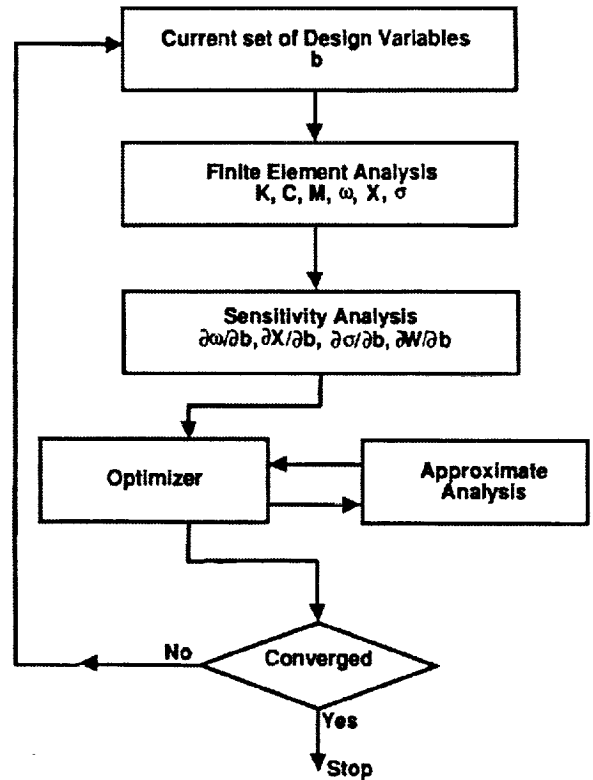 Current set of Design Variables
b
Finite Element Analysis
K, C, M, ω, X, σ
Sensitivity Analysis
∂ω/∂b, ∂X/∂b, ∂σ/∂b, ∂W/∂b
Optimizer
Approximate
Analysis
No
Converged
Yes
Stop